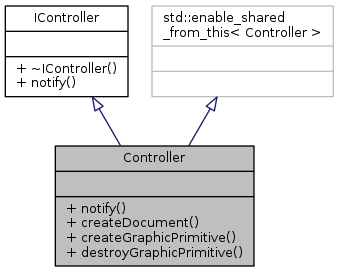 IController
+ ~IController()
+ notify()
std::enable_shared
_from_this< Controller >
Controller
+ notify()
+ createDocument()
+ createGraphicPrimitive()
+ destroyGraphicPrimitive()